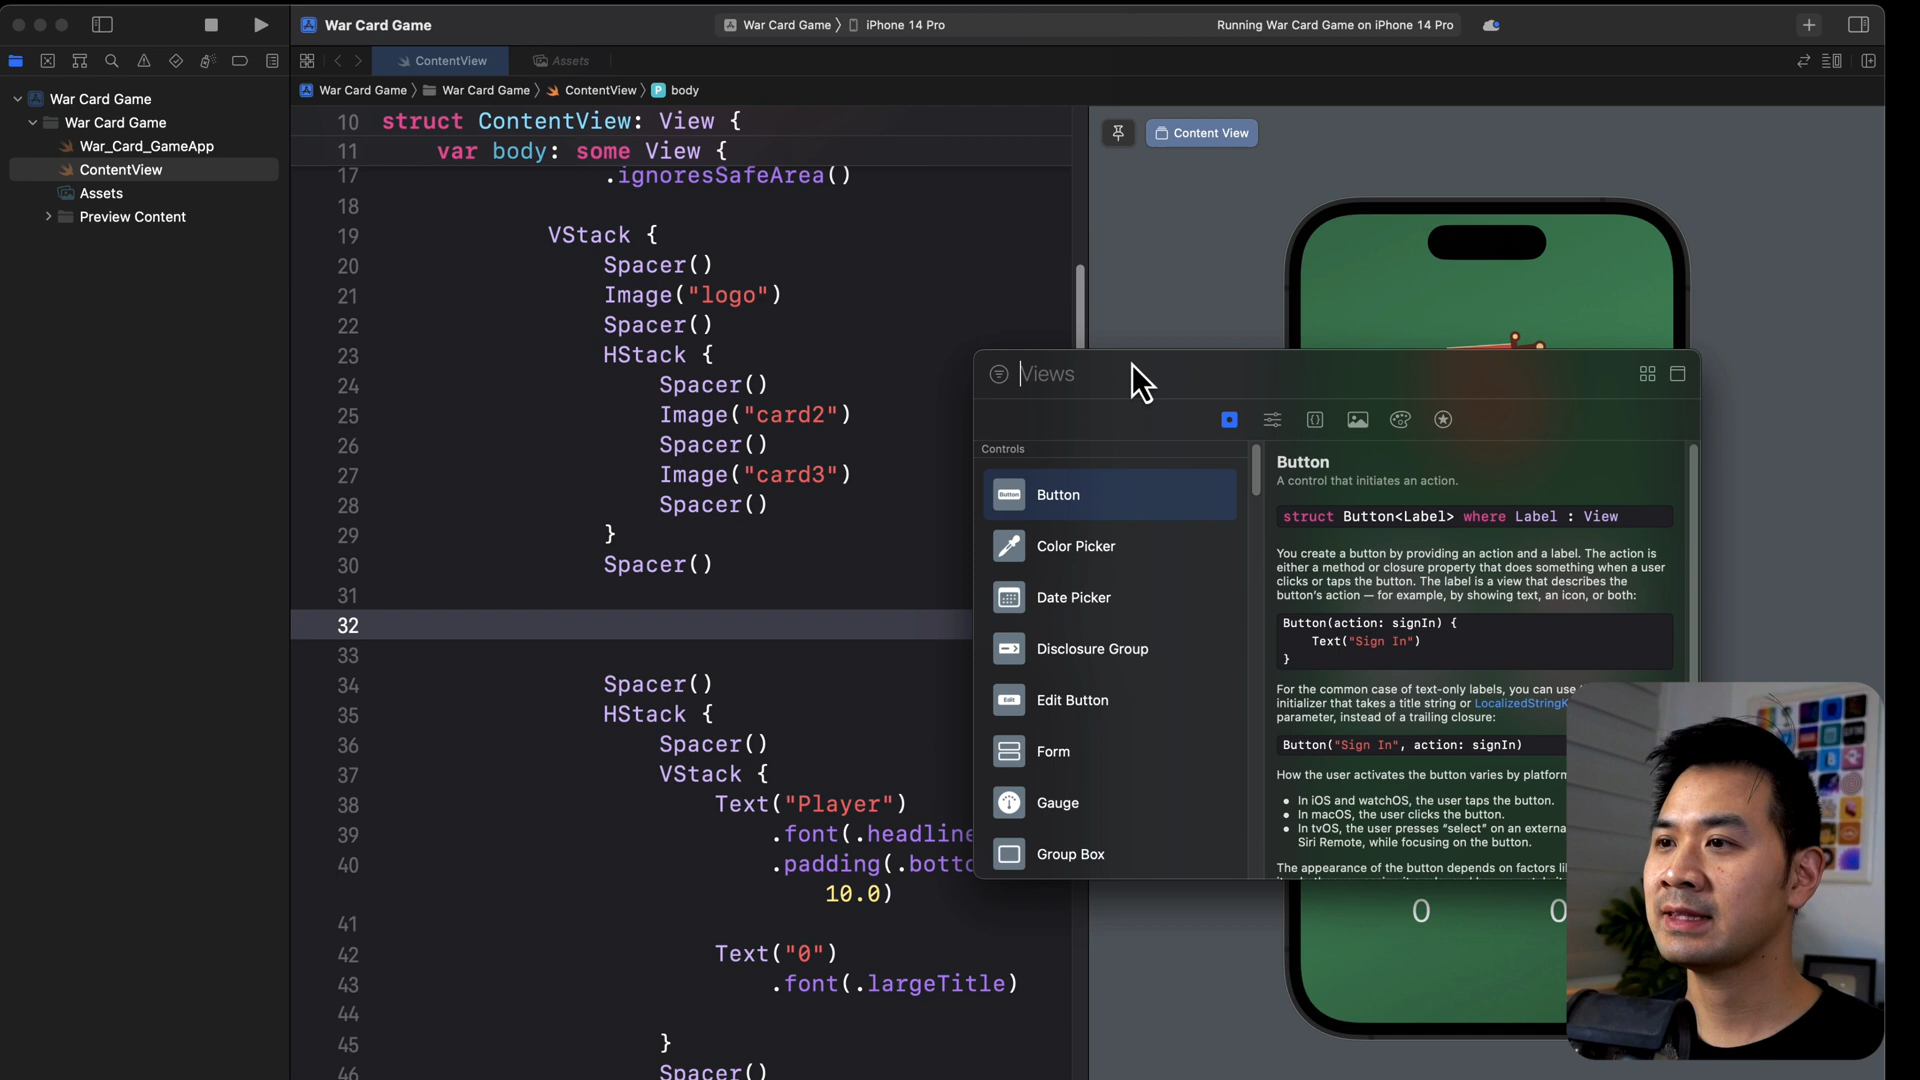 War Card Game
War Card Game
iPhone 14 Pro
Running War Card Game on iPhone 14 Pro
ContentView
Assets
War Card Game
War Card Game
ContentView
body
War Card Game
War Card Game
War_Card_GameApp
ContentView
Assets
Preview Content
10 struct ContentView: View {
11 var body: some View {
17 .ignoresSafeArea()
18
19 VStack {
20 Spacer()
21 Image("logo")
22 Spacer()
23 HStack {
24 Spacer()
25 Image("card2")
26 Spacer()
27 Image("card3")
28 Spacer()
29 }
30 Spacer()
31
32
33
34 Spacer()
35 HStack {
36 Spacer()
37 VStack {
38 Text("Player")
39 .font(.headline
40 .padding(.botto
10.0)
41
42 Text("0")
43 .font(.largeTitle)
44
45 }
46 Spacer()
Content View
Views
Controls
Button
Button
Color Picker
Date Picker
Disclosure Group
Edit
Edit Button
Form
Gauge
Group Box
Button
A control that initiates an action.
struct Button<Label> where Label : View
You create a button by providing an action and a label. The action is
either a method or closure property that does something when a user
clicks or taps the button. The label is a view that describes the
button's action — for example, by showing text, an icon, or both:
Button(action: signIn) {
Text("Sign In")
}
For the common case of text-only labels, you can use
initializer that takes a title string or LocalizedStringK
parameter, instead of a trailing closure:
Button("Sign In", action: signIn)
How the user activates the button varies by platform
• In iOS and watchOS, the user taps the button.
• In macOS, the user clicks the button.
• In tvOS, the user presses "select" on an externa
Siri Remote, while focusing on the button.
The appearance of the button depends on factors li
0
0